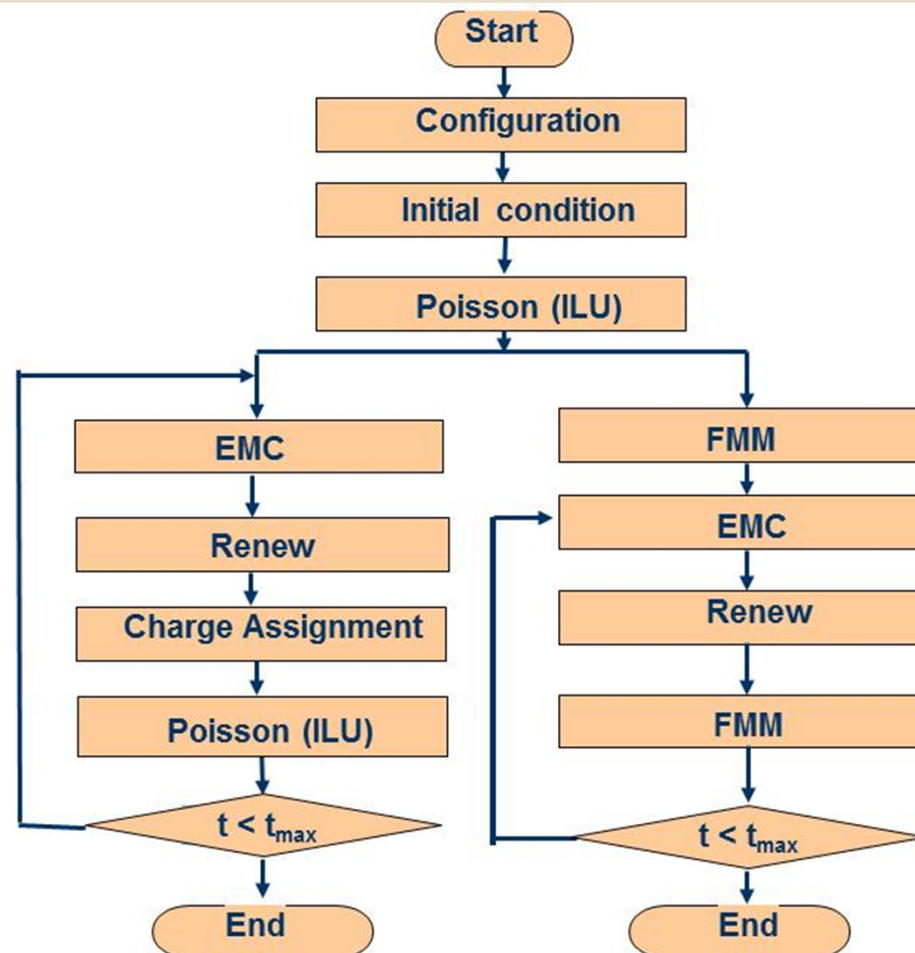 Start
Configuration
Initial condition
Poisson (ILU)
EMC
Renew
Charge Assignment
Poisson (ILU)
t < tmax
End
FMM
EMC
Renew
FMM
t < tmax
End